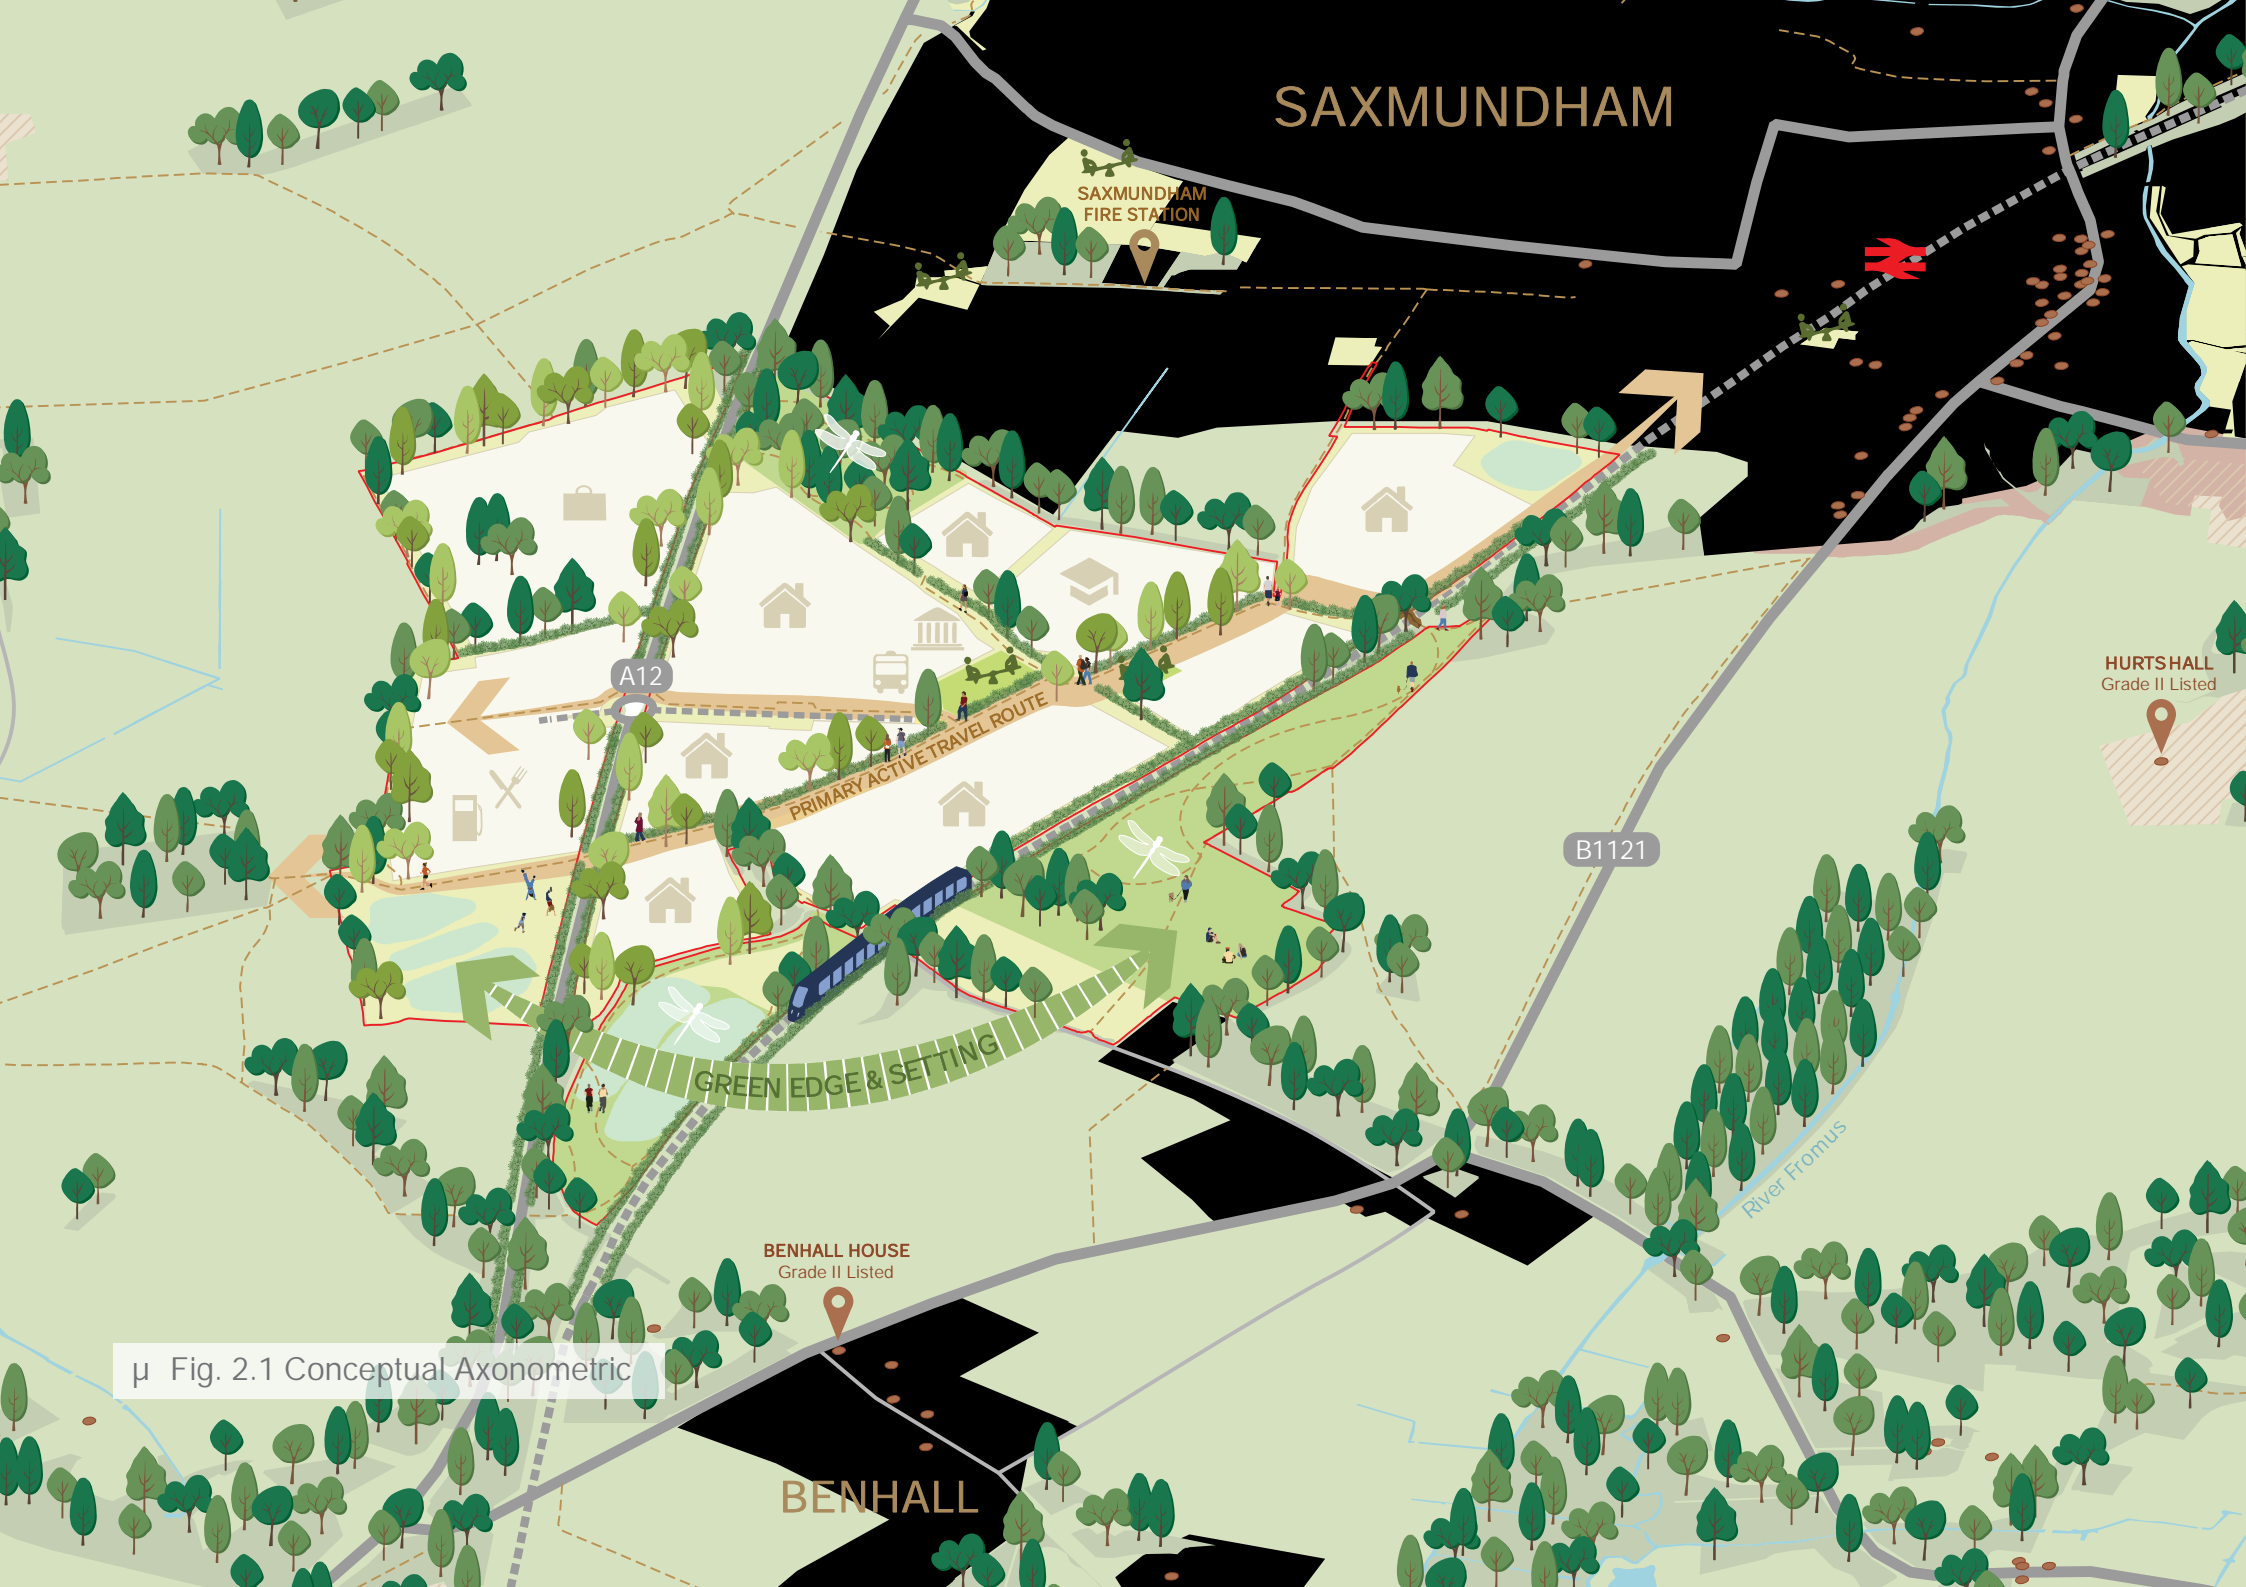 SAXMUNDHAM
SAXMUNDHAM
FIRE STATION
A12
HURTS HALL
Grade II Listed
PRIMARY ACTIVE TRAVEL ROUTE
B1121
GREEN EDGE & SETTING
River Fromus
BENHALL HOUSE
Grade II Listed
µ Fig. 2.1 Conceptual Axonometric
BENHALL